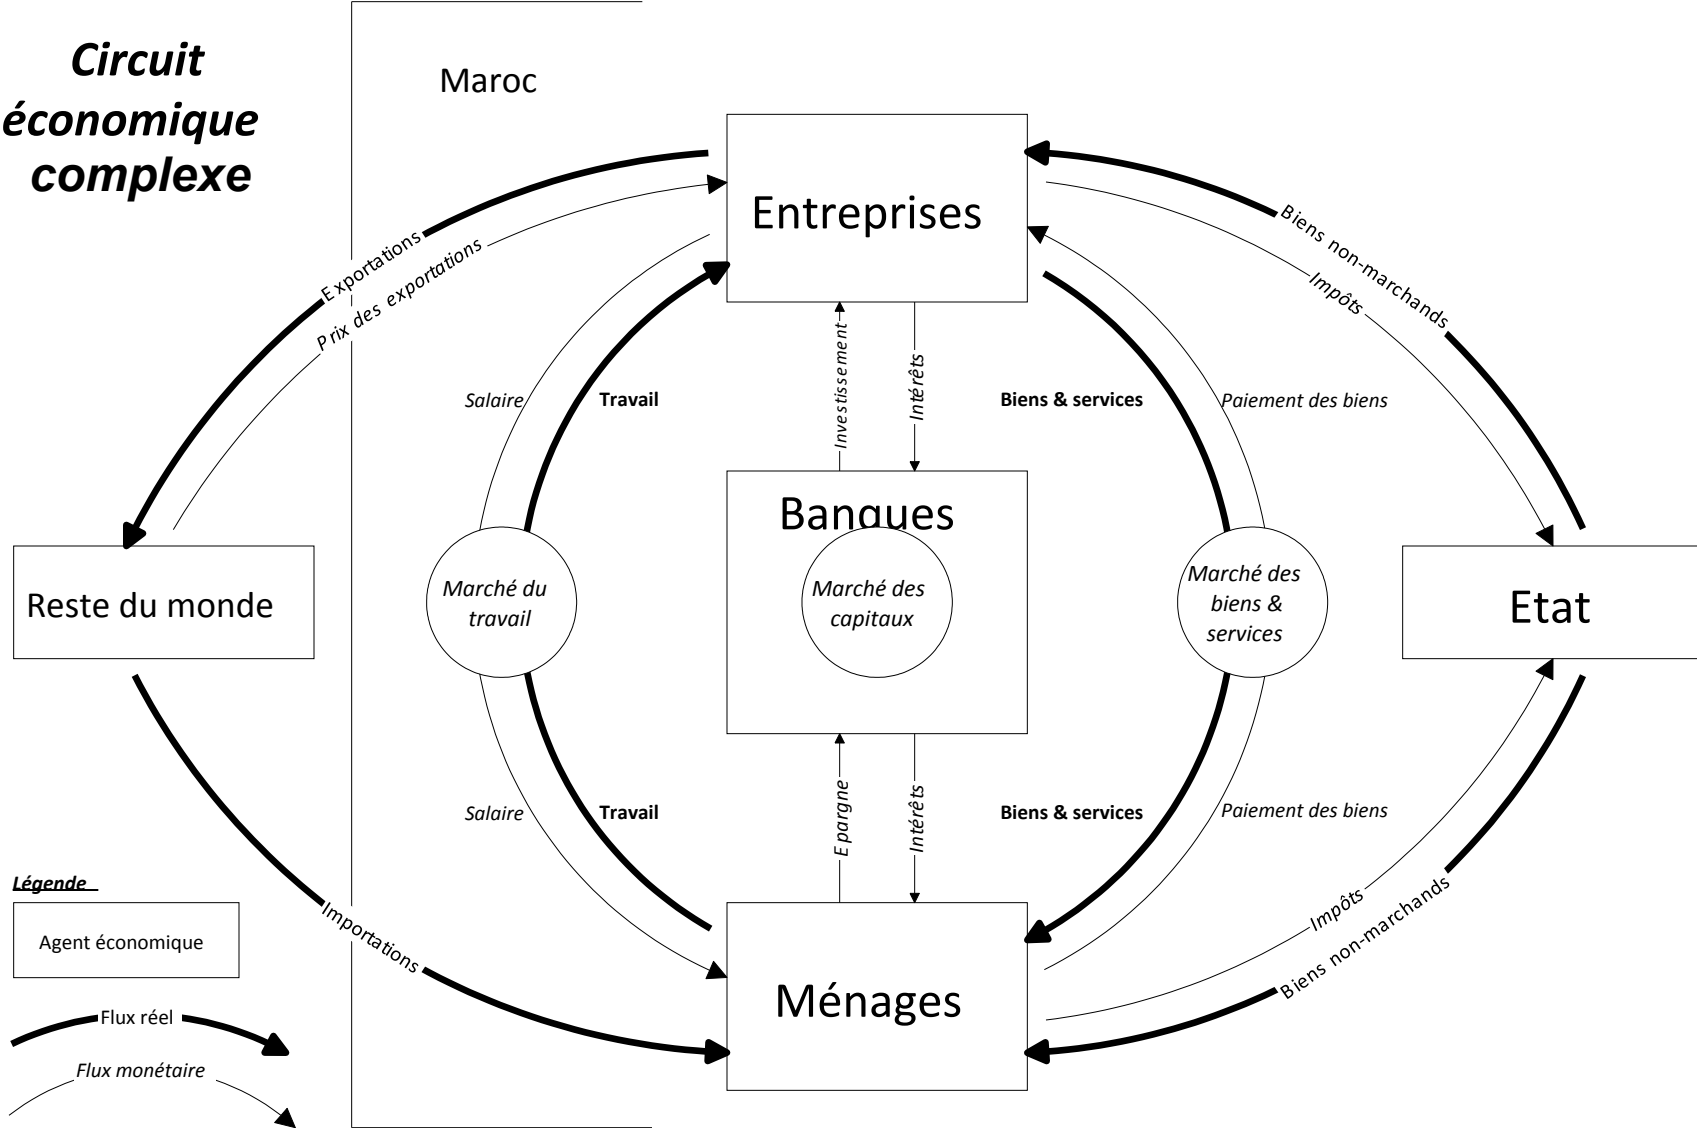 Circuit
économique
complexe
Maroc
Entreprises
Exportations
Prix des exportations
Biens non-marchands
Impôts
Salaire
Travail
Investissement
Intérêts
Biens & services
Paiement des biens
Banques
Reste du monde
Marché du
travail
Marché des
capitaux
Marché des
biens &
services
Etat
Salaire
Travail
Epargne
Intérêts
Biens & services
Paiement des biens
Importations
Impôts
Biens non-marchands
Ménages
Légende
Agent économique
Flux réel
Flux monétaire